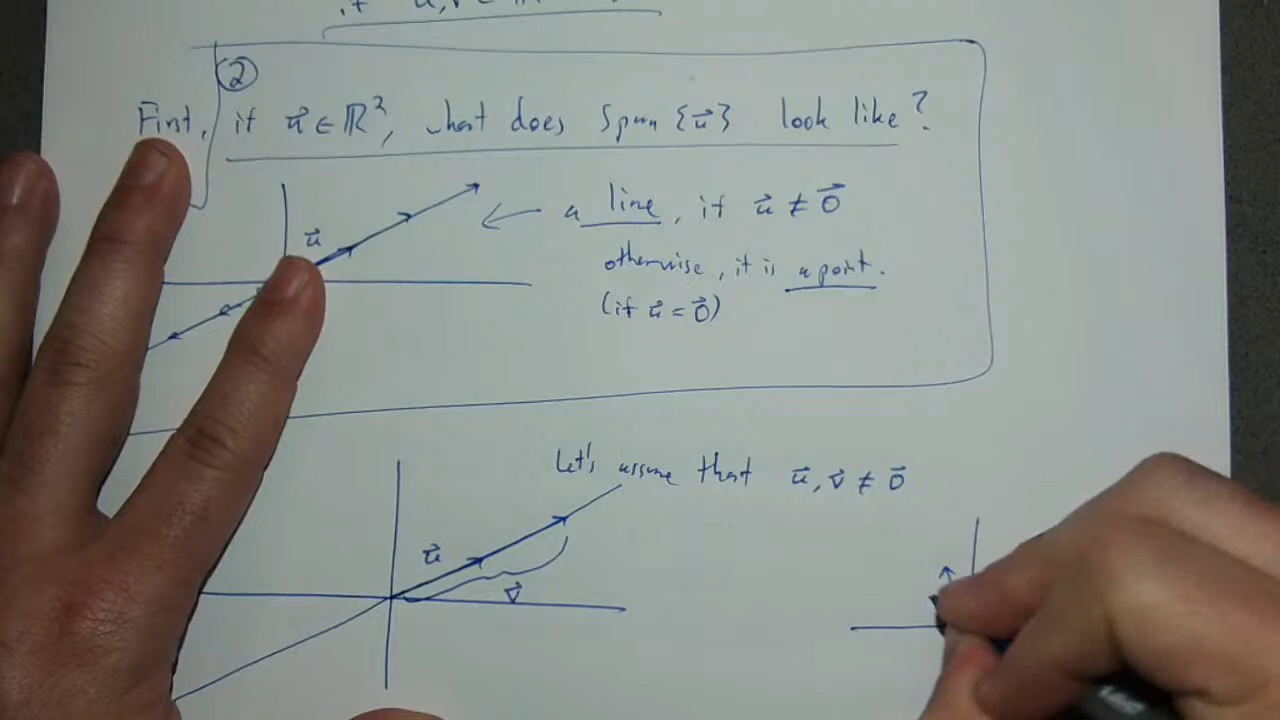 if u⃗,v⃗ ∈ ℝ
②
First, if u⃗ ∈ ℝ², what does Span {u⃗} look like?
u⃗
a line, if u⃗ ≠ 0⃗
otherwise, it is a point.
(if u⃗ = 0⃗)
Let's assume that u⃗, v⃗ ≠ 0⃗
u⃗
v⃗